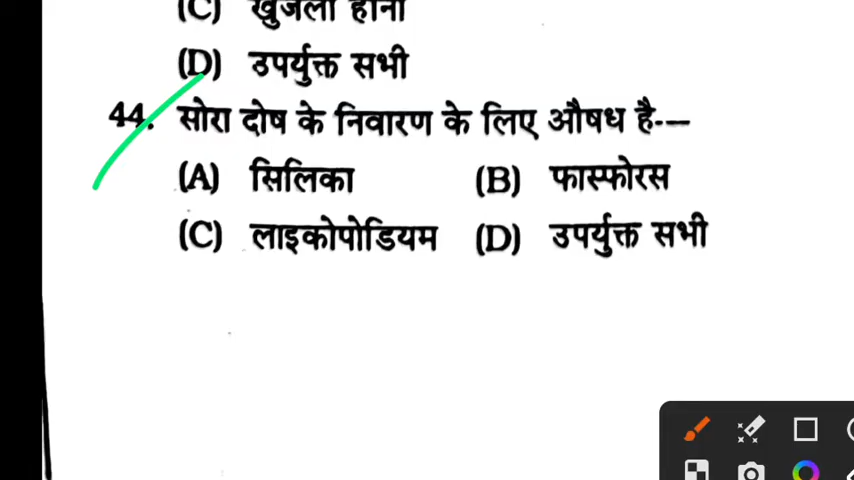 (C) खुजली होना
(D) उपर्युक्त सभी
44. सोरा दोष के निवारण के लिए औषध है---
(A) सिलिका (B) फास्फोरस
(C) लाइकोपोडियम (D) उपर्युक्त सभी